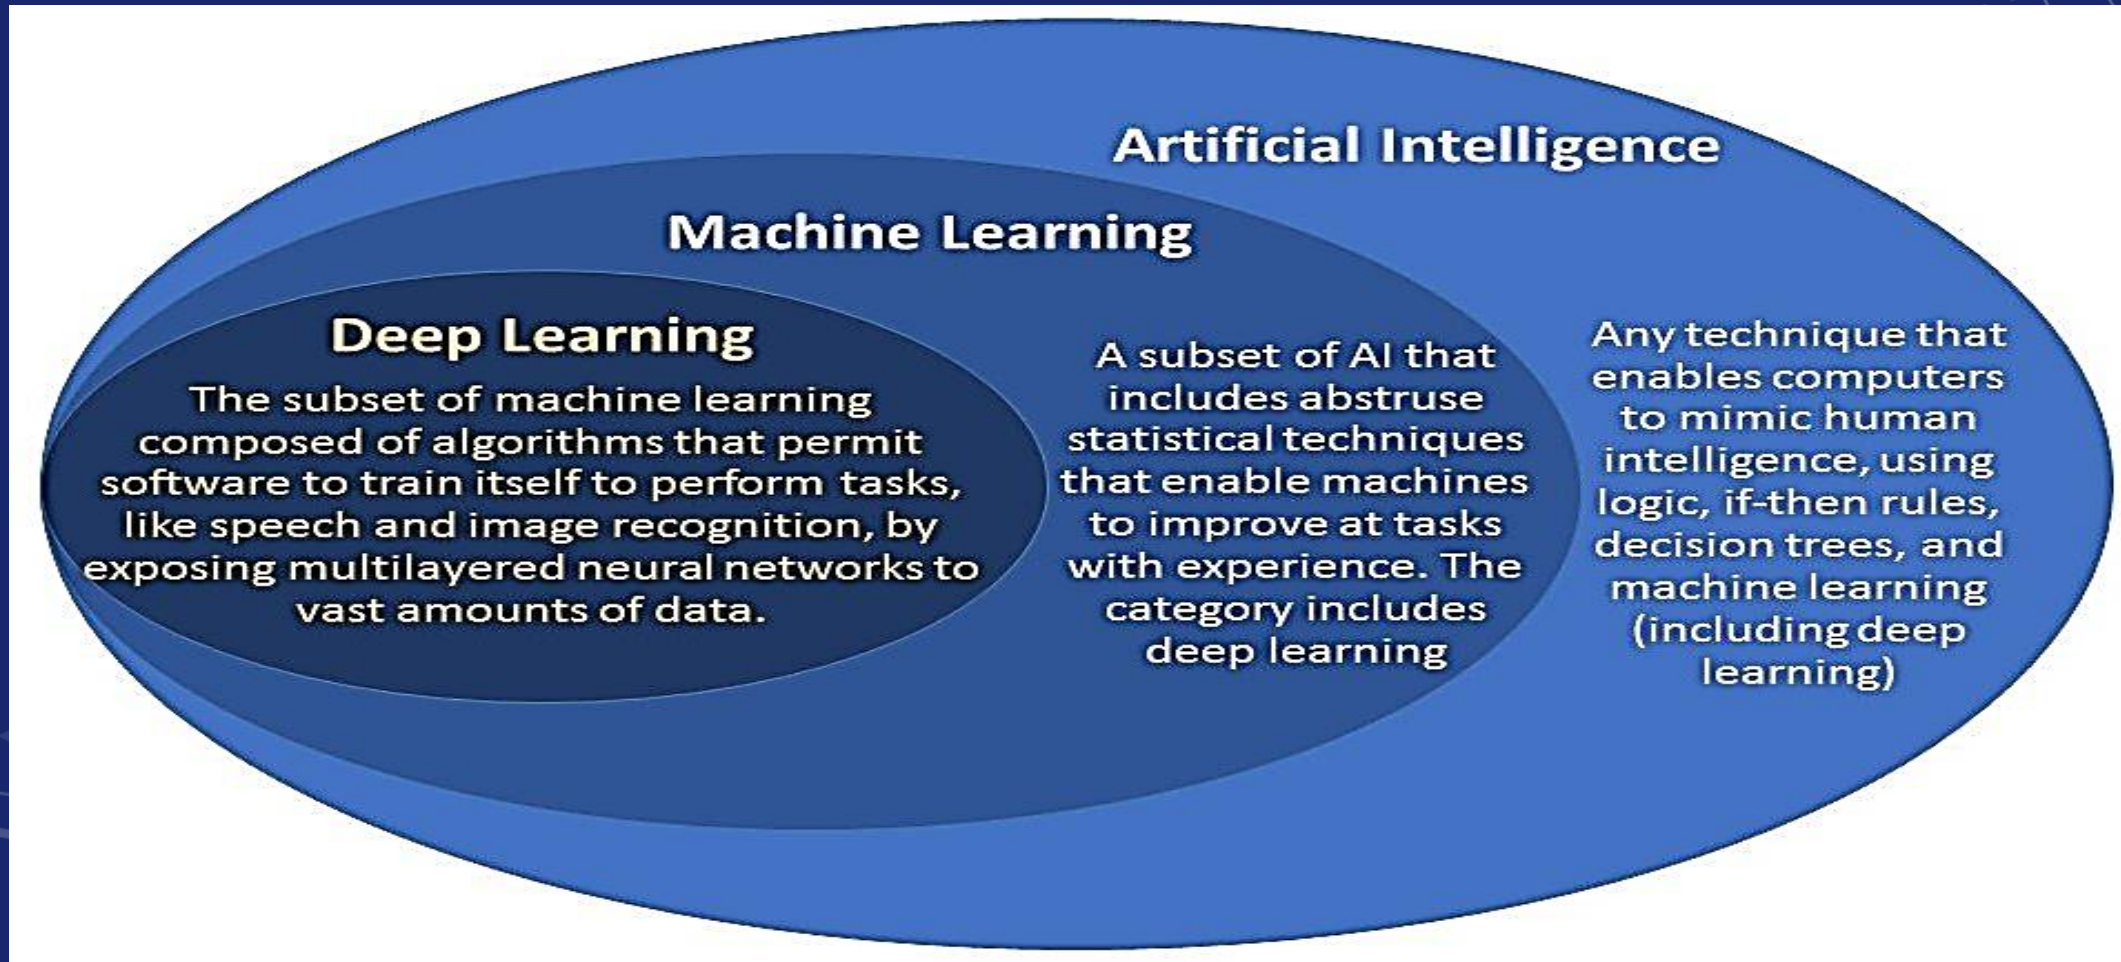 Artificial Intelligence
Machine Learning
Deep Learning
The subset of machine learning
composed of algorithms that permit
software to train itself to perform tasks,
like speech and image recognition, by
exposing multilayered neural networks to
vast amounts of data.
A subset of AI that
includes abstruse
statistical techniques
that enable machines
to improve at tasks
with experience. The
category includes
deep learning
Any technique that
enables computers
to mimic human
intelligence, using
logic, if-then rules,
decision trees, and
machine learning
(including deep
learning)